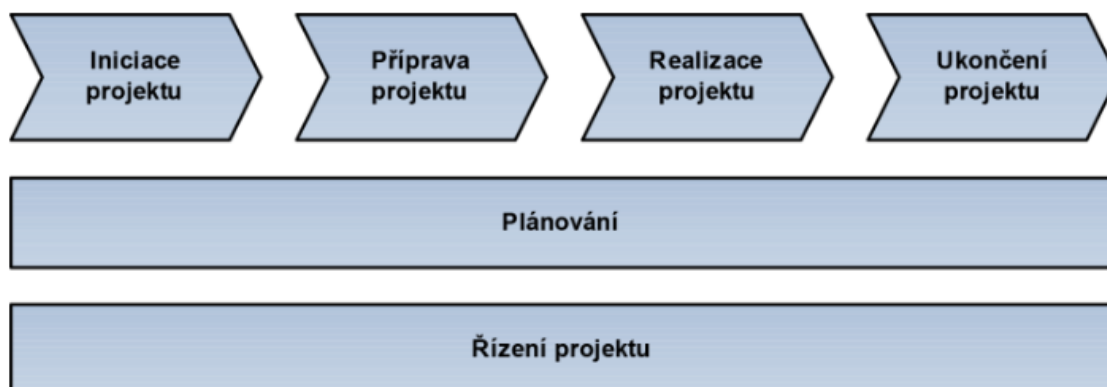 Iniciace
projektu
Příprava
projektu
Realizace
projektu
Ukončení
projektu
Plánování
Řízení projektu